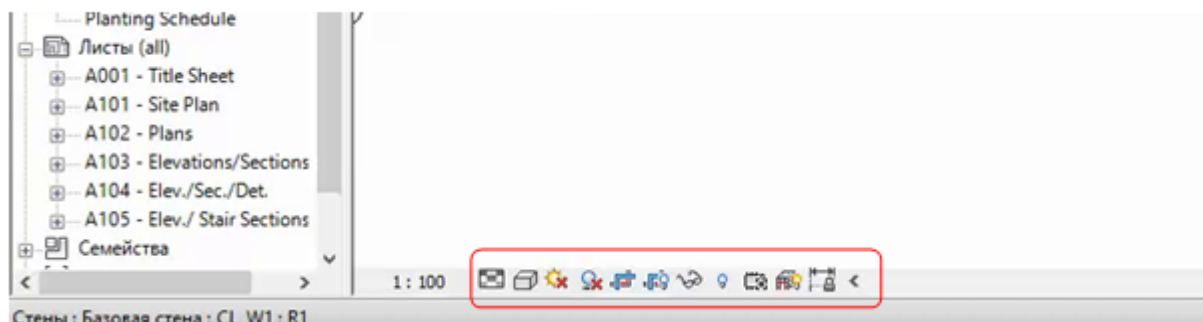 Planting Schedule
Листы (all)
A001 - Title Sheet
A101 - Site Plan
A102 - Plans
A103 - Elevations/Sections
A104 - Elev./Sec./Det.
A105 - Elev./ Stair Sections
Семейства
1 : 100
Стены : Базовая стена : CL_W1 : R1